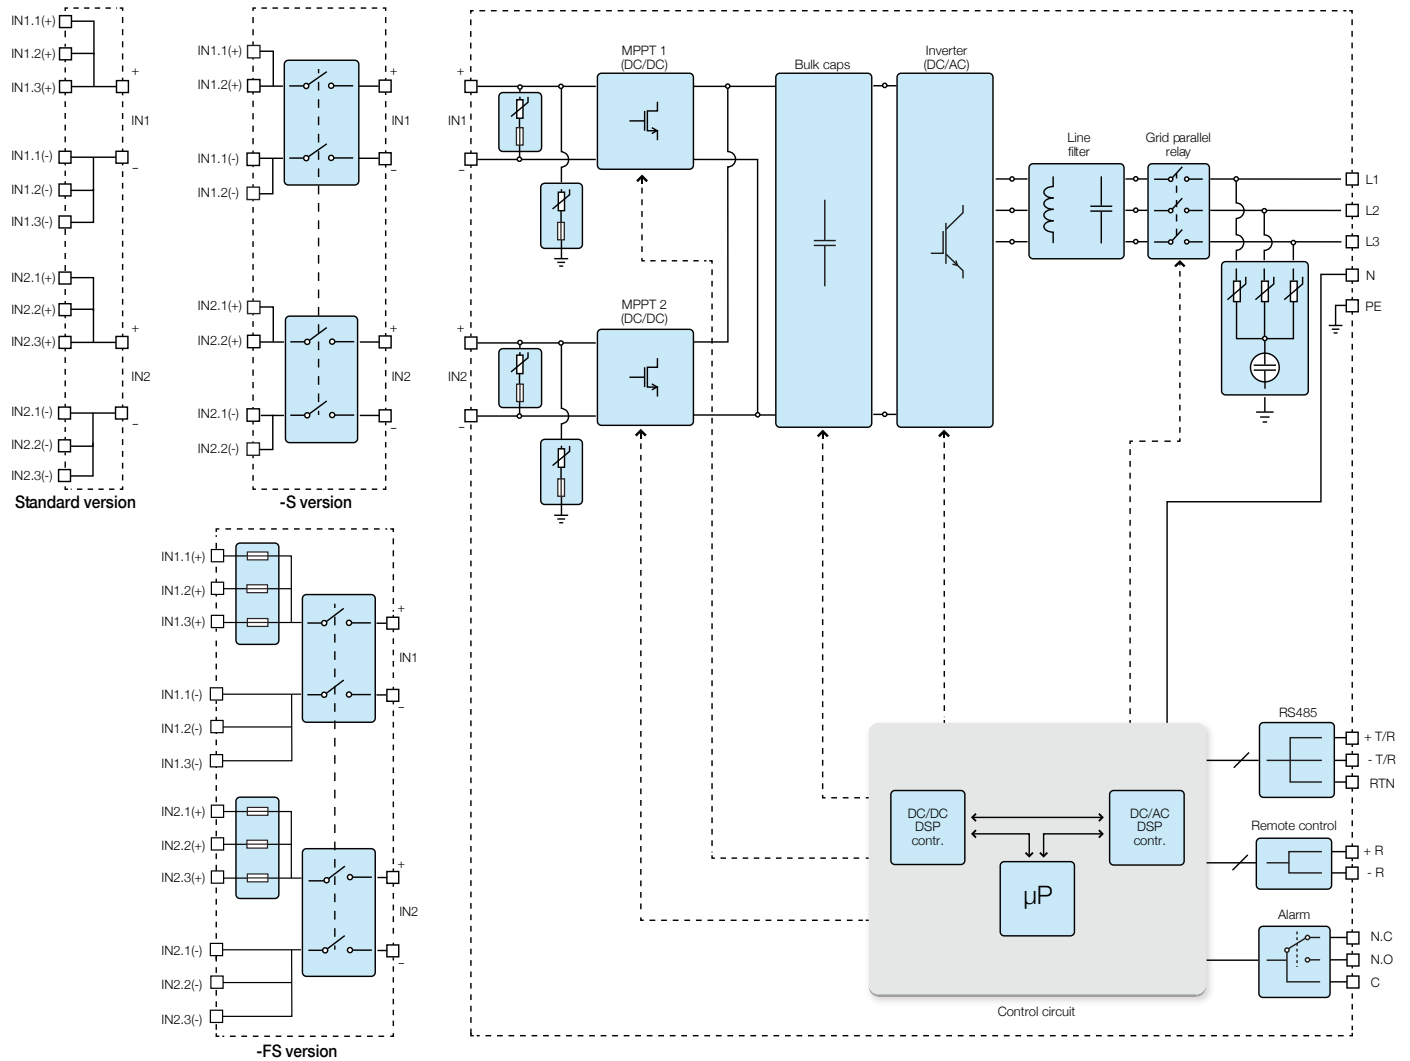 IN1.1(+)
IN1.2(+)
IN1.3(+)
+
IN1
IN1.1(-)
−
IN1.2(-)
IN1.3(-)
IN2.1(+)
IN2.2(+)
+
IN2.3(+)
IN2
IN2.1(-)
−
IN2.2(-)
IN2.3(-)
Standard version
IN1.1(+)
+
IN1.2(+)
IN1
IN1.1(-)
−
IN1.2(-)
IN2.1(+)
+
IN2.2(+)
IN2
IN2.1(-)
−
IN2.2(-)
-S version
IN1.1(+)
IN1.2(+)
+
IN1.3(+)
IN1
IN1.1(-)
−
IN1.2(-)
IN1.3(-)
IN2.1(+)
IN2.2(+)
+
IN2.3(+)
IN2
IN2.1(-)
−
IN2.2(-)
IN2.3(-)
-FS version
+
IN1
−
+
IN2
−
MPPT 1
(DC/DC)
MPPT 2
(DC/DC)
Bulk caps
Inverter
(DC/AC)
Line
filter
Grid parallel
relay
L1
L2
L3
N
PE
DC/DC
DSP
contr.
DC/AC
DSP
contr.
µP
Control circuit
RS485
+ T/R
- T/R
RTN
Remote control
+ R
- R
Alarm
N.C
N.O
C